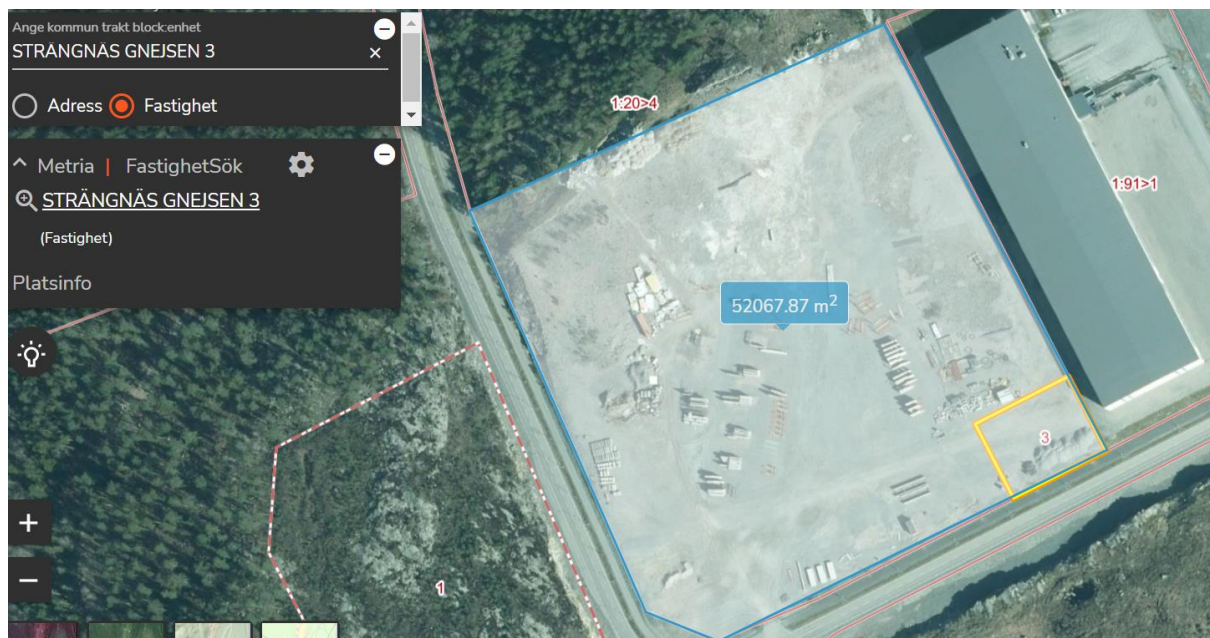 Ange kommun trakt block:enhet
STRÄNGNÄS GNEJSEN 3
Adress
Fastighet
Metria | FastighetSök
STRÄNGNÄS GNEJSEN 3
(Fastighet)
Platsinfo
1:20>4
1:91>1
52067.87 m²
3
1